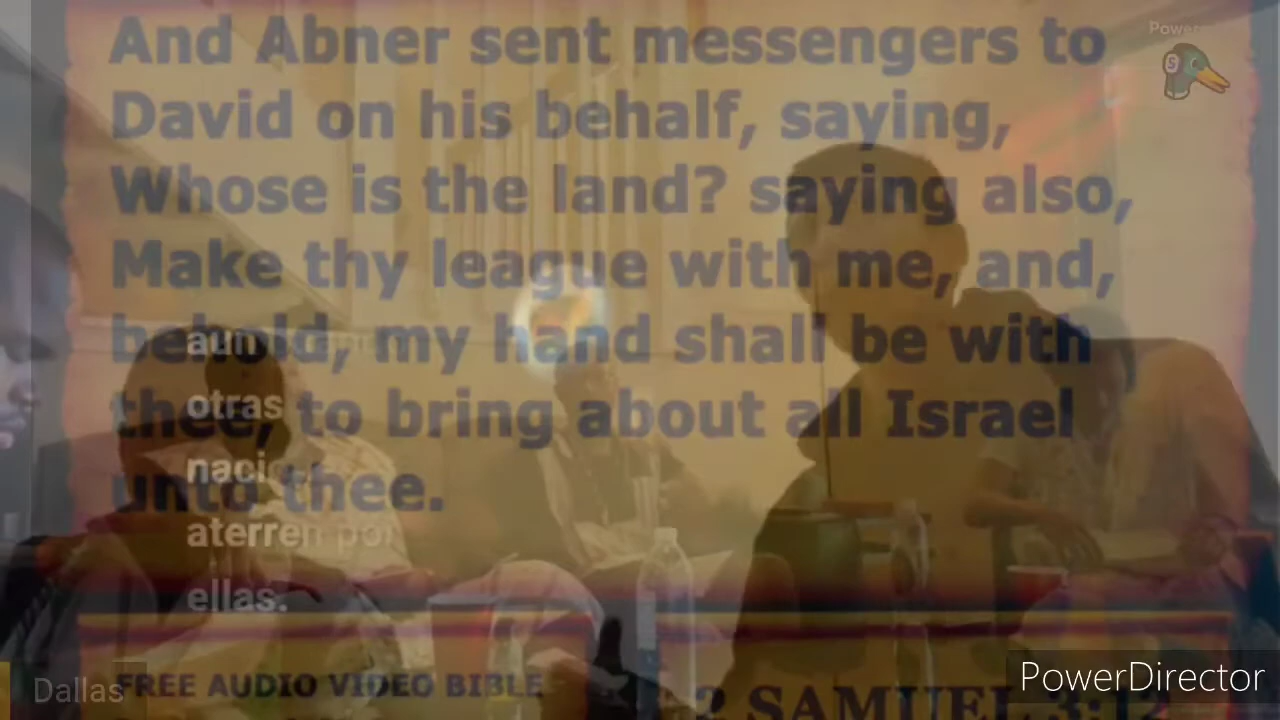 And Abner sent messengers to
David on his behalf, saying,
Whose is the land? saying also,
Make thy league with me, and,
behold, my hand shall be with
thee, to bring about all Israel
unto thee.
aun
otras
aterren por
ellas.
Dallas
FREE AUDIO VIDEO BIBLE
2 SAMUEL 3:12
PowerDirector